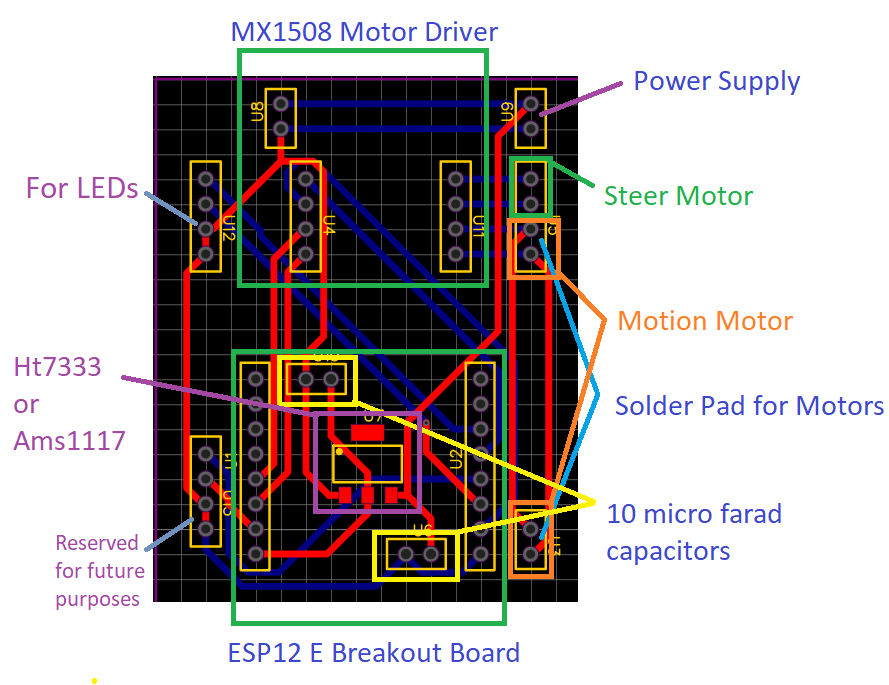 MX1508 Motor Driver
Power Supply
U8
U9
For LEDs
Steer Motor
U12
U4
U11
Motion Motor
Ht7333
or
Ams1117
Solder Pad for Motors
U1
U2
10 micro farad
capacitors
Reserved
for future
purposes
ESP12 E Breakout Board